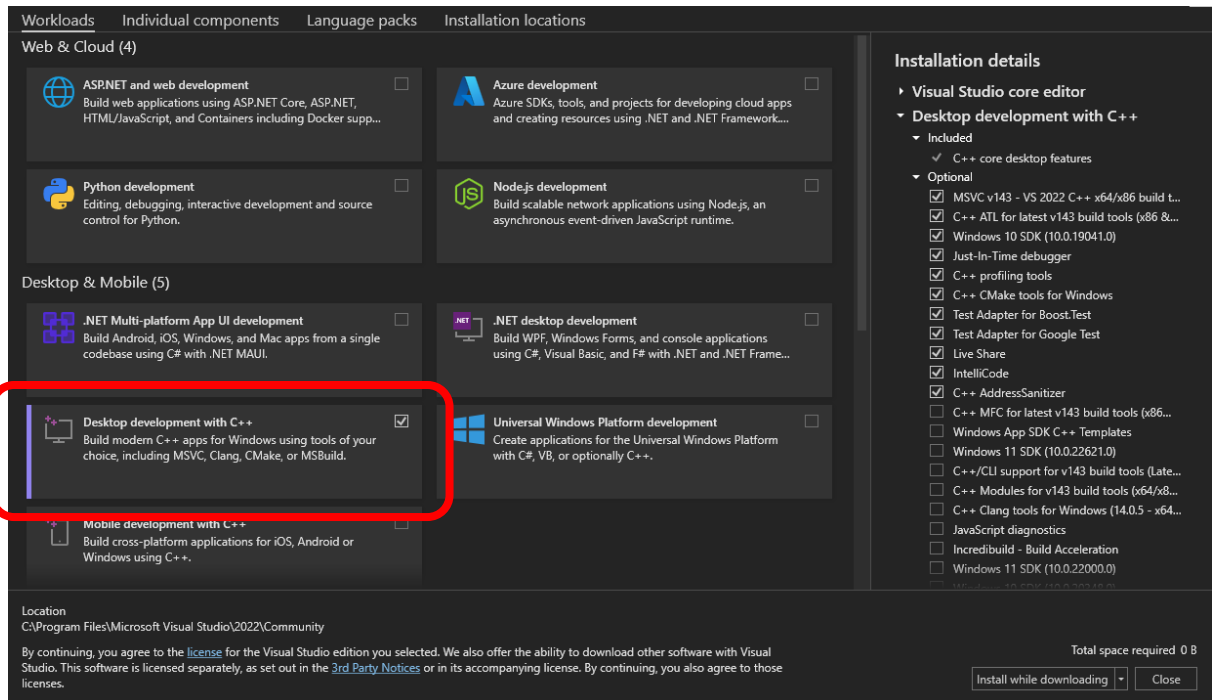 Workloads Individual components Language packs Installation locations
Web & Cloud (4)
ASP.NET and web development
Build web applications using ASP.NET Core, ASP.NET,
HTML/JavaScript, and Containers including Docker supp...
Azure development
Azure SDKs, tools, and projects for developing cloud apps
and creating resources using .NET and .NET Framework....
Python development
Editing, debugging, interactive development and source
control for Python.
JS
Node.js development
Build scalable network applications using Node.js, an
asynchronous event-driven JavaScript runtime.
Desktop & Mobile (5)
.NET Multi-platform App UI development
Build Android, iOS, Windows, and Mac apps from a single
codebase using C# with .NET MAUI.
.NET
.NET desktop development
Build WPF, Windows Forms, and console applications
using C#, Visual Basic, and F# with .NET and .NET Frame...
Desktop development with C++
Build modern C++ apps for Windows using tools of your
choice, including MSVC, Clang, CMake, or MSBuild.
Universal Windows Platform development
Create applications for the Universal Windows Platform
with C#, VB, or optionally C++.
Mobile development with C++
Build cross-platform applications for iOS, Android or
Windows using C++.
Installation details
Visual Studio core editor
Desktop development with C++
Included
C++ core desktop features
Optional
MSVC v143 - VS 2022 C++ x64/x86 build t...
C++ ATL for latest v143 build tools (x86 &...
Windows 10 SDK (10.0.19041.0)
Just-In-Time debugger
C++ profiling tools
C++ CMake tools for Windows
Test Adapter for Boost.Test
Test Adapter for Google Test
Live Share
IntelliCode
C++ AddressSanitizer
C++ MFC for latest v143 build tools (x86...
Windows App SDK C++ Templates
Windows 11 SDK (10.0.22621.0)
C++/CLI support for v143 build tools (Late...
C++ Modules for v143 build tools (x64/x8...
C++ Clang tools for Windows (14.0.5 - x64...
JavaScript diagnostics
Incredibuild - Build Acceleration
Windows 11 SDK (10.0.22000.0)
Windows 10 SDK (10.0.20348.0)
Location
C:\Program Files\Microsoft Visual Studio\2022\Community
By continuing, you agree to the license for the Visual Studio edition you selected. We also offer the ability to download other software with Visual
Studio. This software is licensed separately, as set out in the 3rd Party Notices or in its accompanying license. By continuing, you also agree to those
licenses.
Total space required 0 B
Install while downloading Close